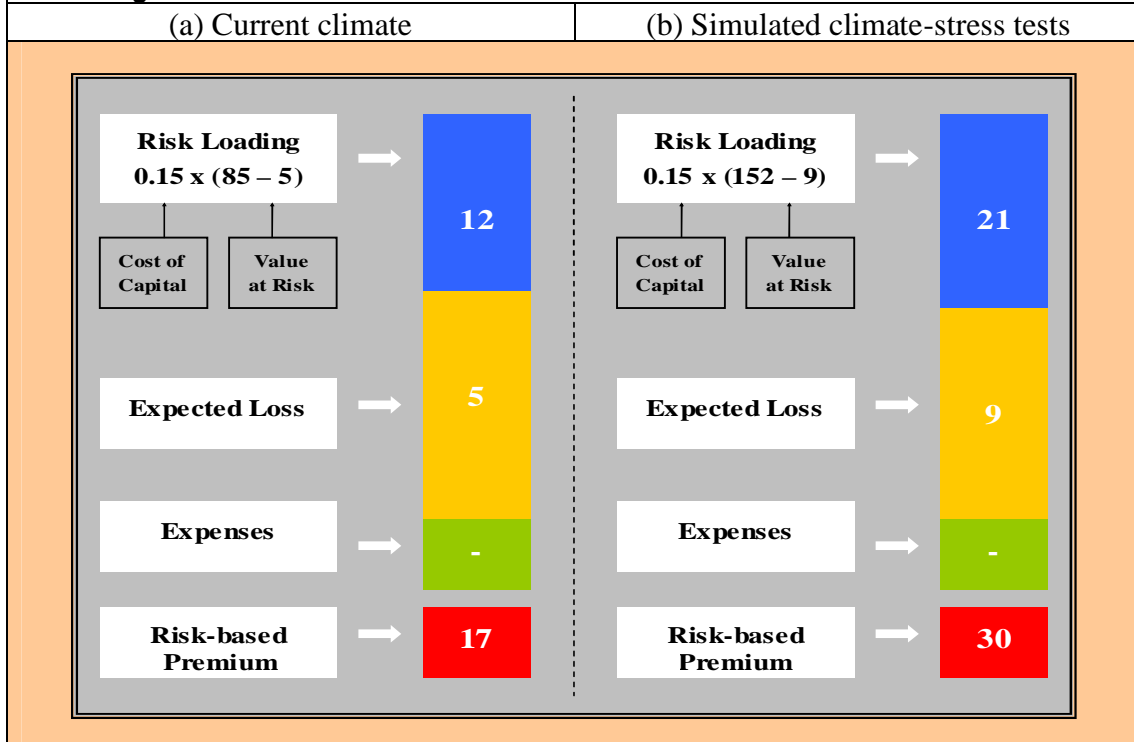 (a) Current climate
(b) Simulated climate-stress tests
Risk Loading
0.15 x (85 – 5)
Cost of
Capital
Value
at Risk
12
Expected Loss
5
Expenses
-
Risk-based
Premium
17
Risk Loading
0.15 x (152 – 9)
Cost of
Capital
Value
at Risk
21
Expected Loss
9
Expenses
-
Risk-based
Premium
30